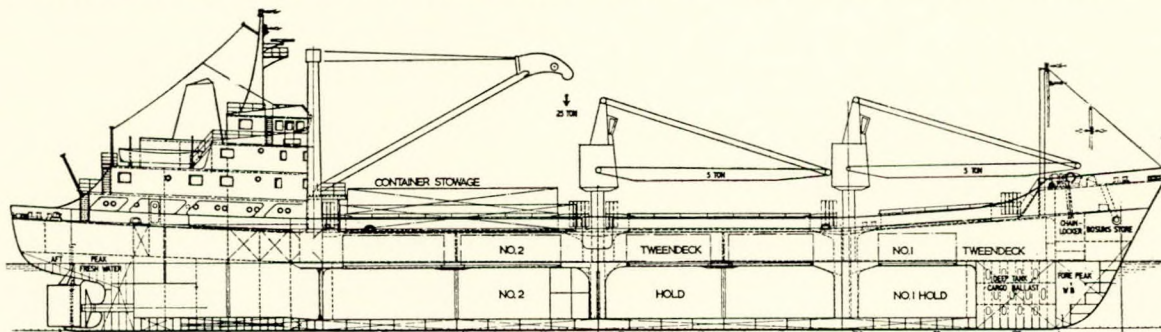 25 TON
5 TON
5 TON
CONTAINER STOWAGE
CHAIN LOCKER
BOSUNS STORE
NO.2 TWEENDECK
NO.1 TWEENDECK
AFT PEAK
FRESH WATER
DEEP TANK
CARGO BALLAST
FORE PEAK
W B
NO.2 HOLD
NO.1 HOLD